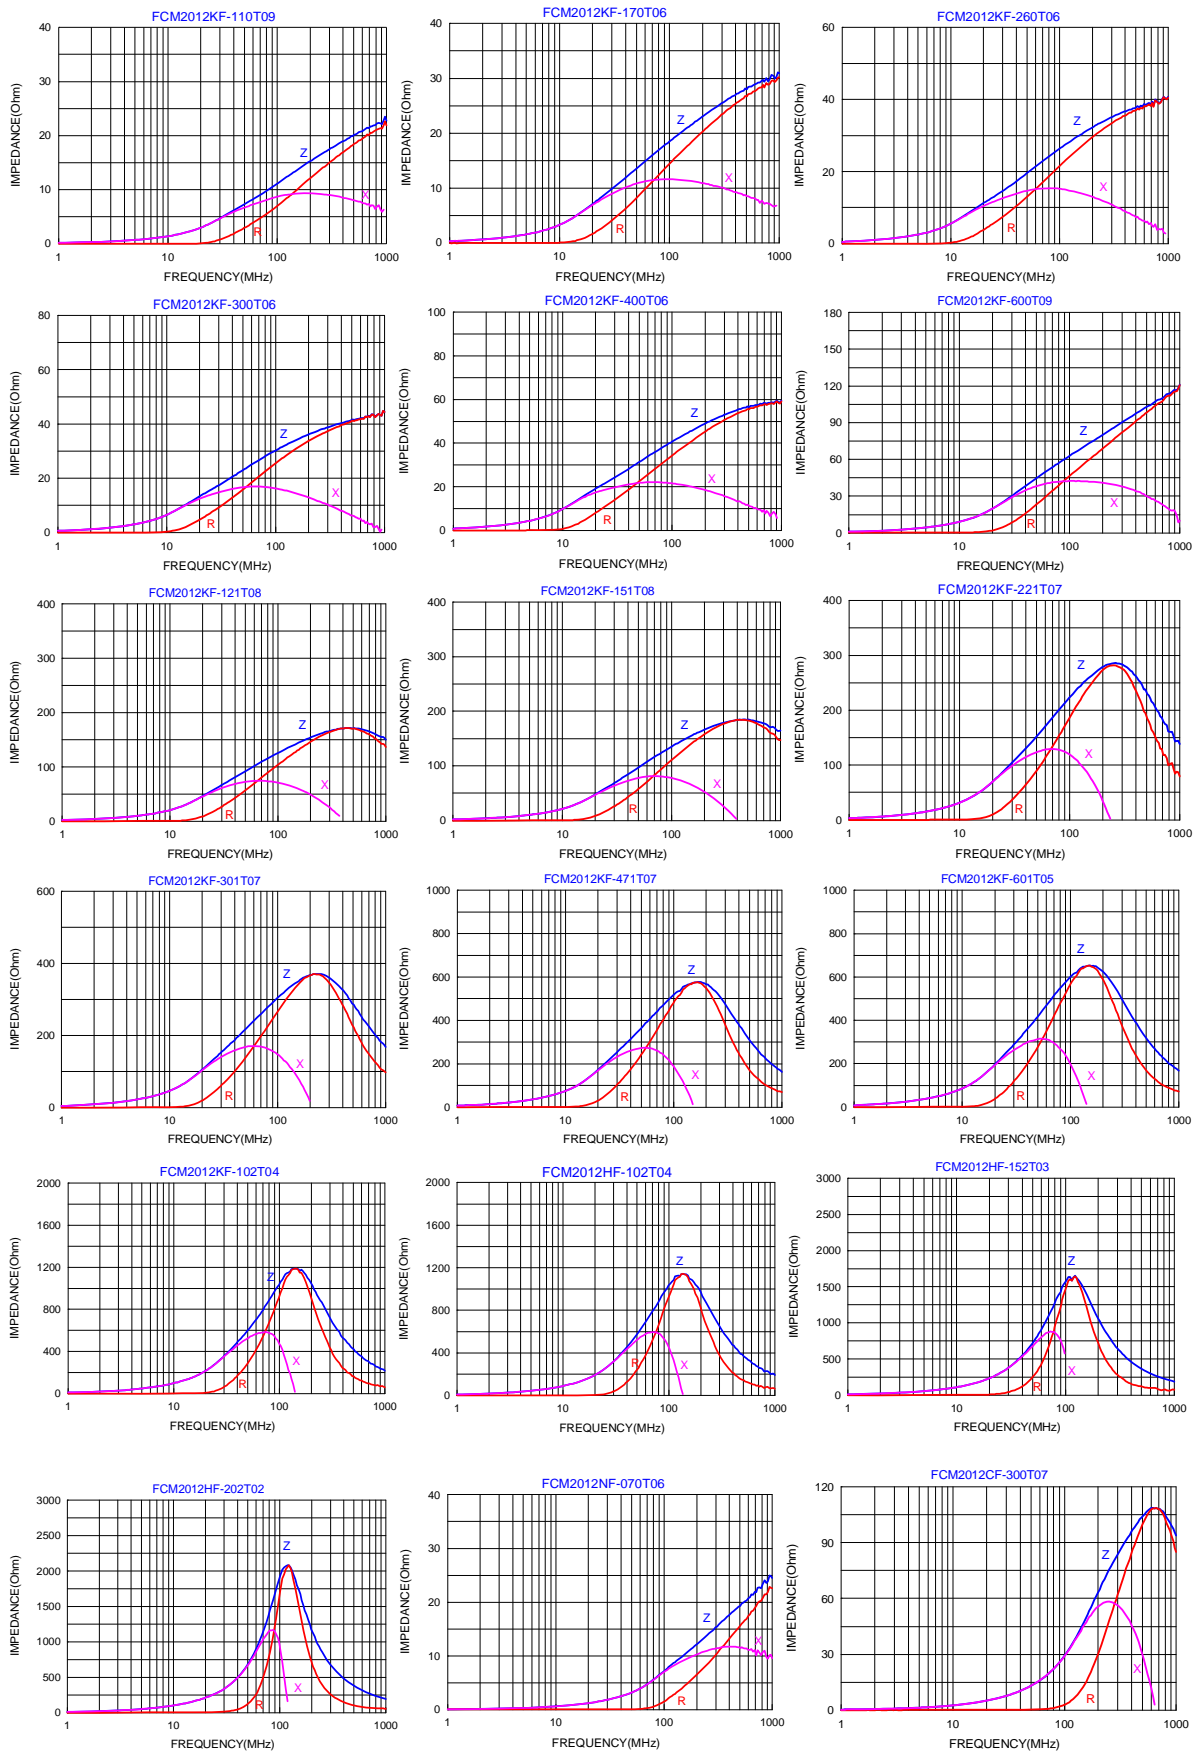 FCM2012KF-110T09
IMPEDANCE(Ohm)
40
30
20
10
0
Z
X
R
1
10
100
1000
FREQUENCY(MHz)
FCM2012KF-170T06
IMPEDANCE(Ohm)
40
30
20
10
0
Z
X
R
1
10
100
1000
FREQUENCY(MHz)
FCM2012KF-260T06
IMPEDANCE(Ohm)
60
40
20
0
Z
X
R
1
10
100
1000
FREQUENCY(MHz)
FCM2012KF-300T06
IMPEDANCE(Ohm)
80
60
40
20
0
Z
X
R
1
10
100
1000
FREQUENCY(MHz)
FCM2012KF-400T06
IMPEDANCE(Ohm)
100
80
60
40
20
0
Z
X
R
1
10
100
1000
FREQUENCY(MHz)
FCM2012KF-600T09
IMPEDANCE(Ohm)
180
150
120
90
60
30
0
Z
X
R
1
10
100
1000
FREQUENCY(MHz)
FCM2012KF-121T08
IMPEDANCE(Ohm)
400
300
200
100
0
Z
X
R
1
10
100
1000
FREQUENCY(MHz)
FCM2012KF-151T08
IMPEDANCE(Ohm)
400
300
200
100
0
Z
X
R
1
10
100
1000
FREQUENCY(MHz)
FCM2012KF-221T07
IMPEDANCE(Ohm)
400
300
200
100
0
Z
X
R
1
10
100
1000
FREQUENCY(MHz)
FCM2012KF-301T07
IMPEDANCE(Ohm)
600
400
200
0
Z
X
R
1
10
100
1000
FREQUENCY(MHz)
FCM2012KF-471T07
IMPEDANCE(Ohm)
1000
800
600
400
200
0
Z
X
R
1
10
100
1000
FREQUENCY(MHz)
FCM2012KF-601T05
IMPEDANCE(Ohm)
1000
800
600
400
200
0
Z
X
R
1
10
100
1000
FREQUENCY(MHz)
FCM2012KF-102T04
IMPEDANCE(Ohm)
2000
1600
1200
800
400
0
Z
X
R
1
10
100
1000
FREQUENCY(MHz)
FCM2012HF-102T04
IMPEDANCE(Ohm)
2000
1600
1200
800
400
0
Z
X
R
1
10
100
1000
FREQUENCY(MHz)
FCM2012HF-152T03
IMPEDANCE(Ohm)
3000
2500
2000
1500
1000
500
0
Z
X
R
1
10
100
1000
FREQUENCY(MHz)
FCM2012HF-202T02
IMPEDANCE(Ohm)
3000
2500
2000
1500
1000
500
0
Z
X
R
1
10
100
1000
FREQUENCY(MHz)
FCM2012NF-070T06
IMPEDANCE(Ohm)
40
30
20
10
0
Z
X
R
1
10
100
1000
FREQUENCY(MHz)
FCM2012CF-300T07
IMPEDANCE(Ohm)
120
90
60
30
0
Z
X
R
1
10
100
1000
FREQUENCY(MHz)